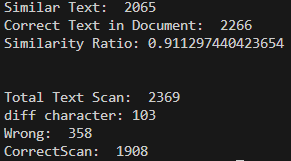 Similar Text:  2065
Correct Text in Document:  2266
Similarity Ratio: 0.911297440423654
Total Text Scan:  2369
diff character: 103
Wrong:  358
CorrectScan:  1908